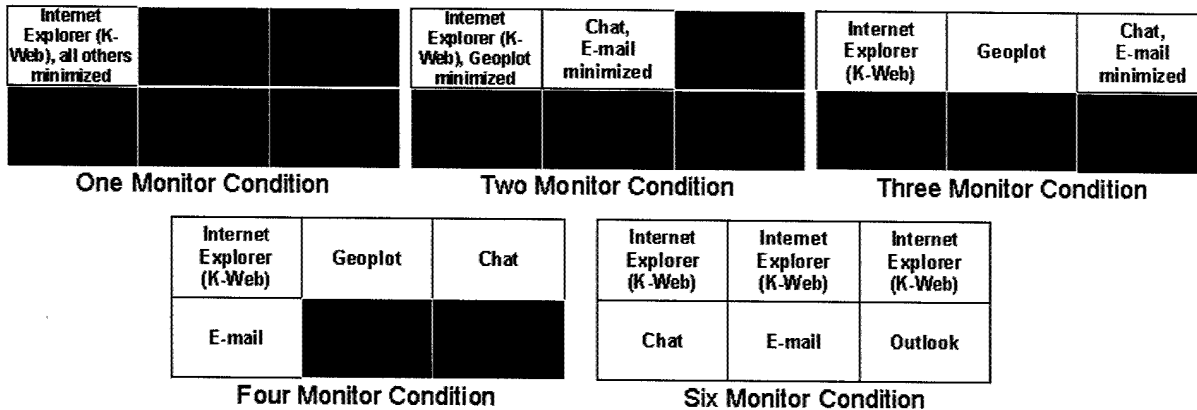 Internet
Explorer (K-
Web), all others
minimized
Internet
Explorer (K-
Web), Geoplot
minimized
Chat,
E-mail
minimized
Internet
Explorer
(K-Web)
Geoplot
Chat,
E-mail
minimized
One Monitor Condition
Two Monitor Condition
Three Monitor Condition
Internet
Explorer
(K-Web)
Geoplot
Chat
E-mail
Internet
Explorer
(K-Web)
Internet
Explorer
(K-Web)
Internet
Explorer
(K-Web)
Chat
E-mail
Outlook
Four Monitor Condition
Six Monitor Condition